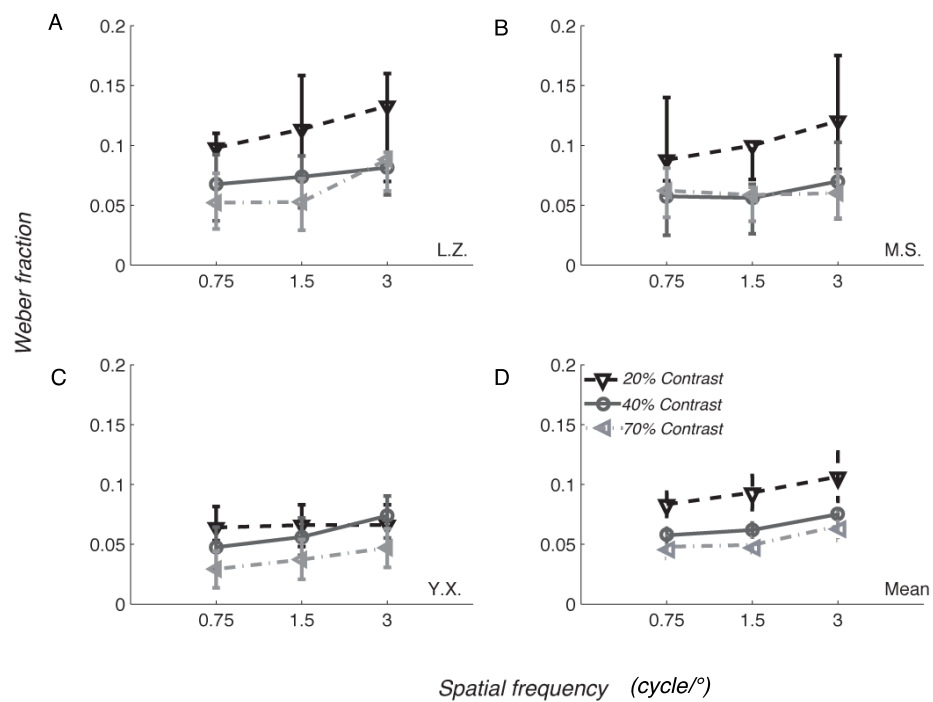 A
0.2
0.15
0.1
0.05
0
0.75 1.5 3
L.Z.
B
0.2
0.15
0.1
0.05
0
0.75 1.5 3
M.S.
Weber fraction
C
0.2
0.15
0.1
0.05
0
0.75 1.5 3
Y.X.
D
0.2
0.15
0.1
0.05
0
0.75 1.5 3
20% Contrast
40% Contrast
70% Contrast
Mean
Spatial frequency (cycle/°)